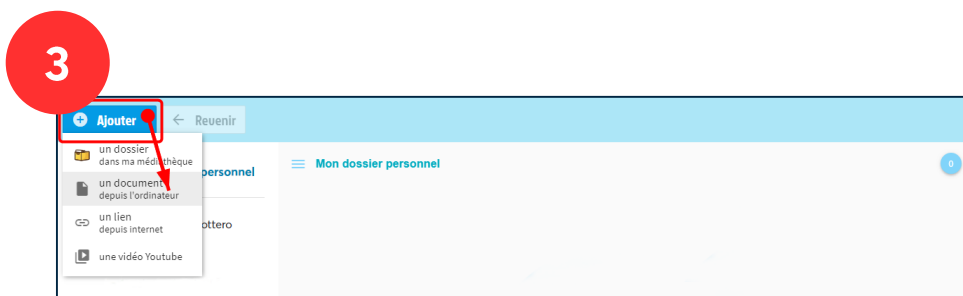 3
Ajouter
Revenir
un dossier
dans ma médiathèque
personnel
Mon dossier personnel
0
un document
depuis l'ordinateur
un lien
depuis internet
ottero
une vidéo Youtube